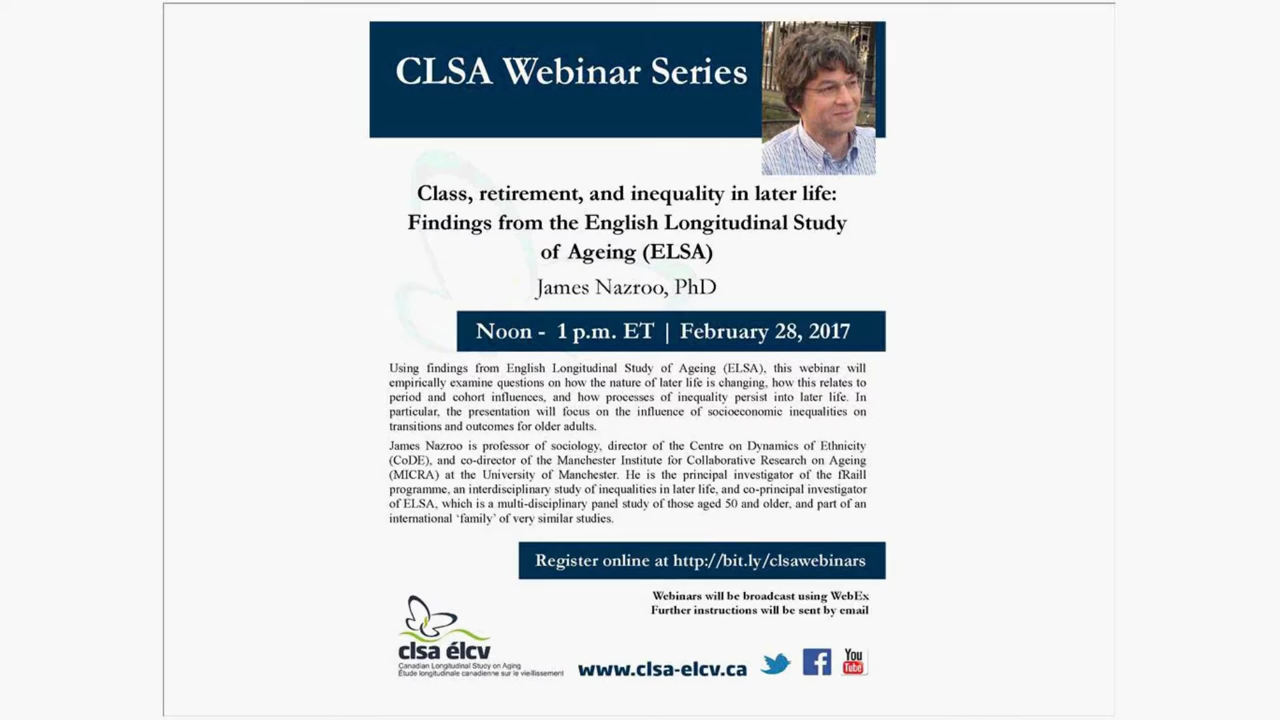 CLSA Webinar Series
Class, retirement, and inequality in later life:
Findings from the English Longitudinal Study
of Ageing (ELSA)
James Nazroo, PhD
Noon - 1 p.m. ET | February 28, 2017
Using findings from English Longitudinal Study of Ageing (ELSA), this webinar will
empirically examine questions on how the nature of later life is changing, how this relates to
period and cohort influences, and how processes of inequality persist into later life. In
particular, the presentation will focus on the influence of socioeconomic inequalities on
transitions and outcomes for older adults.
James Nazroo is professor of sociology, director of the Centre on Dynamics of Ethnicity
(CoDE), and co-director of the Manchester Institute for Collaborative Research on Ageing
(MICRA) at the University of Manchester. He is the principal investigator of the fRaill
programme, an interdisciplinary study of inequalities in later life, and co-principal investigator
of ELSA, which is a multi-disciplinary panel study of those aged 50 and older, and part of an
international ‘family’ of very similar studies.
Register online at http://bit.ly/clsawebinars
Webinars will be broadcast using WebEx
Further instructions will be sent by email
clsa élcv
Canadian Longitudinal Study on Aging
Étude longitudinale canadienne sur le vieillissement
www.clsa-elcv.ca
You
Tube